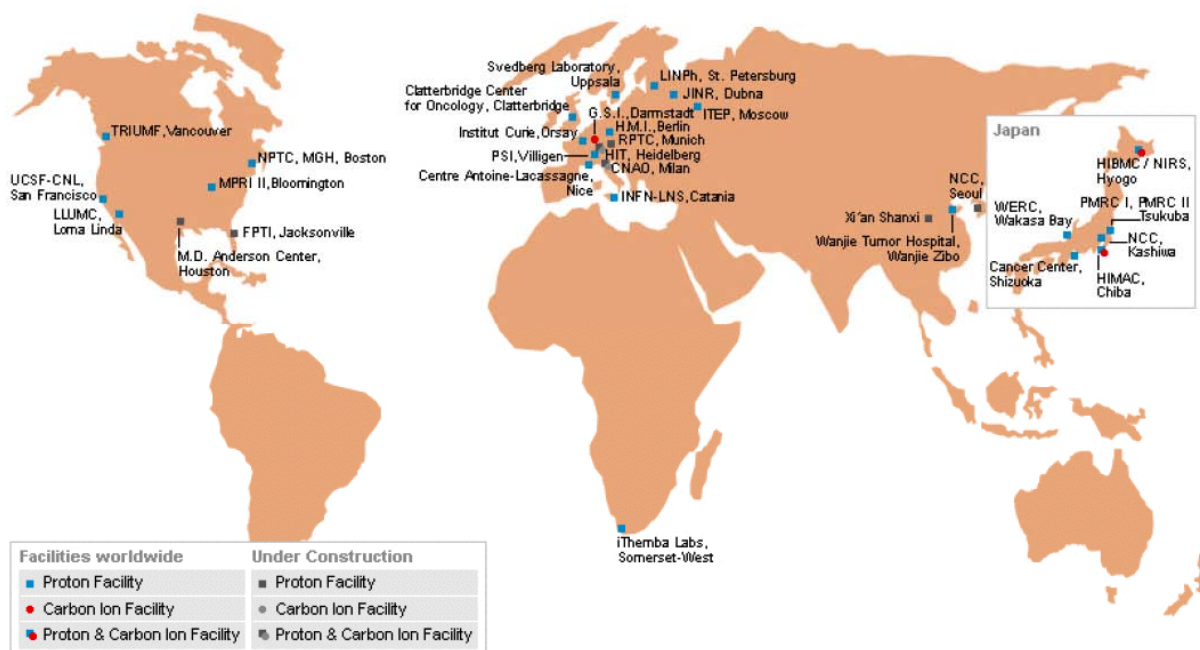 Svedberg Laboratory,
Uppsala
LINPh, St. Petersburg
JINR, Dubna
Clatterbridge Center
for Oncology, Clatterbridge
ITEP, Moscow
G.S.I., Darmstadt
H.M.I., Berlin
Institut Curie, Orsay
RPTC, Munich
PSI, Villigen
HIT, Heidelberg
CNAO, Milan
Centre Antoine-Lacassagne,
Nice
INFN-LNS, Catania
TRIUMF, Vancouver
NPTC, MGH, Boston
UCSF-CNL,
San Francisco
MPRI II, Bloomington
LLUMC,
Loma Linda
FPTI, Jacksonville
M.D. Anderson Center,
Houston
NCC,
Seoul
Xi'an Shanxi
Wanjie Tumor Hospital,
Wanjie Zibo
Japan
HIBMC / NIRS,
Hyogo
PMRC I, PMRC II
Tsukuba
WERC,
Wakasa Bay
NCC,
Kashiwa
Cancer Center,
Shizuoka
HIMAC,
Chiba
iThemba Labs,
Somerset-West
Facilities worldwide
Proton Facility
Carbon Ion Facility
Proton & Carbon Ion Facility
Under Construction
Proton Facility
Carbon Ion Facility
Proton & Carbon Ion Facility